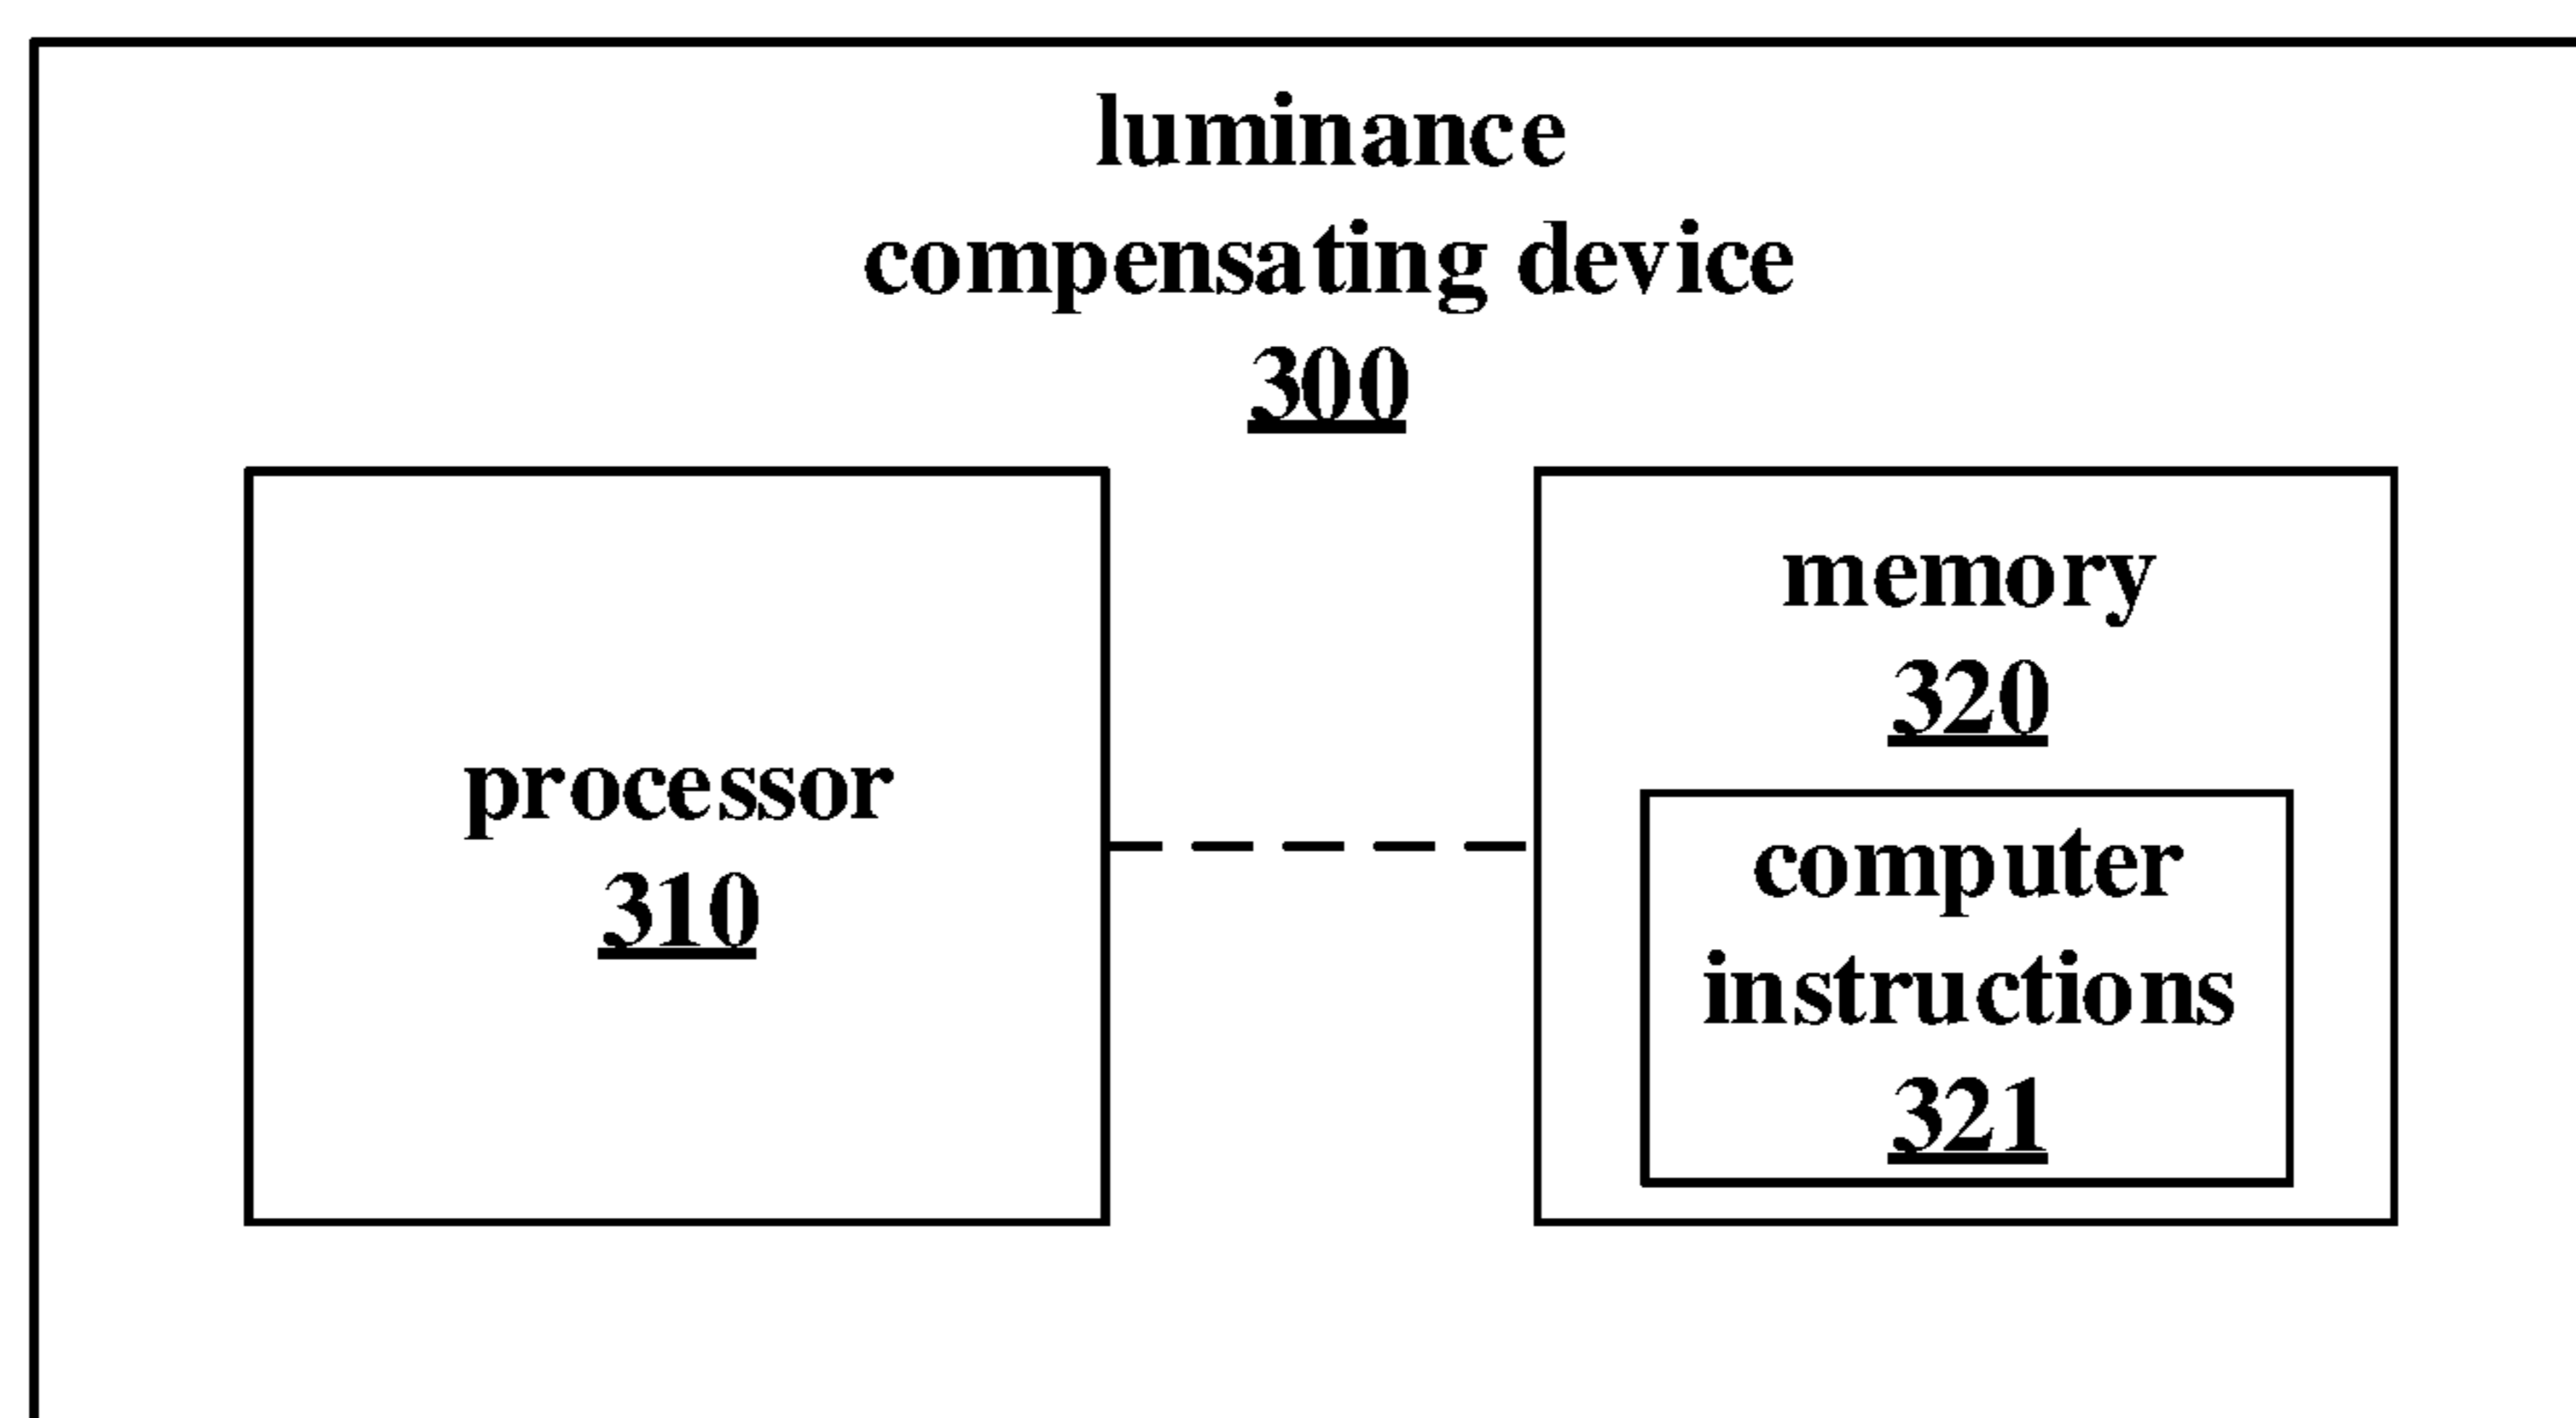 luminance
compensating device
300
processor
310
memory
320
computer
instructions
321